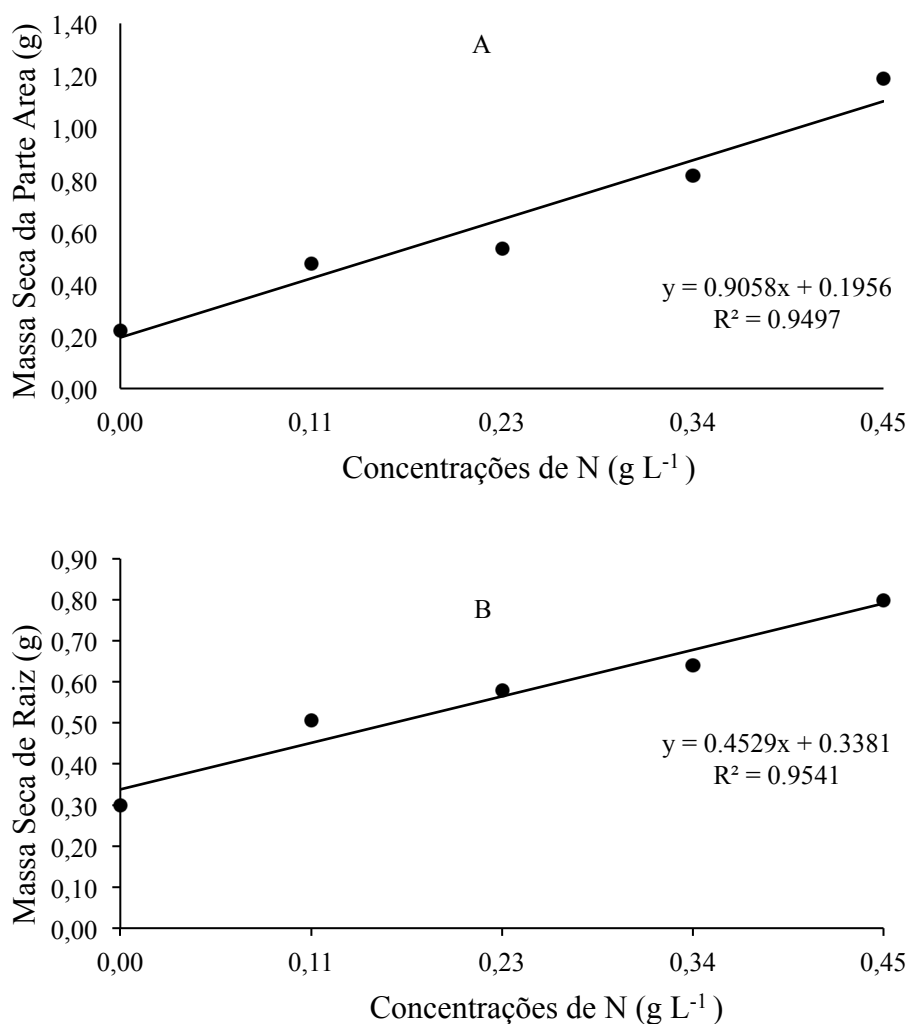 A
Massa Seca da Parte Area (g)
1,40
1,20
1,00
0,80
0,60
0,40
0,20
0,00
y = 0.9058x + 0.1956
R² = 0.9497
0,00 0,11 0,23 0,34 0,45
Concentrações de N (g L⁻¹ )
B
Massa Seca de Raiz (g)
0,90
0,80
0,70
0,60
0,50
0,40
0,30
0,20
0,10
0,00
y = 0.4529x + 0.3381
R² = 0.9541
0,00 0,11 0,23 0,34 0,45
Concentrações de N (g L⁻¹ )